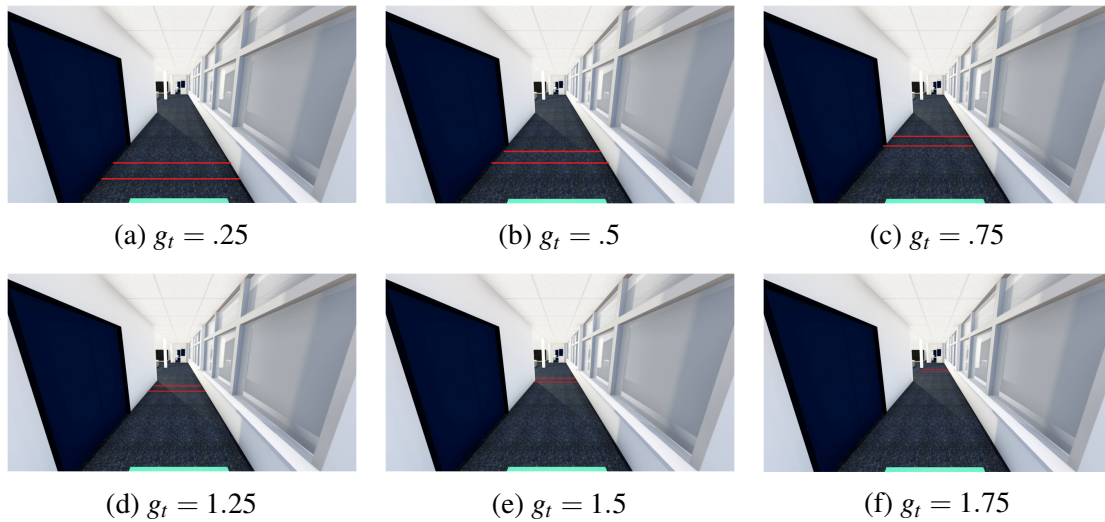 (a) g_t = .25
(b) g_t = .5
(c) g_t = .75
(d) g_t = 1.25
(e) g_t = 1.5
(f) g_t = 1.75